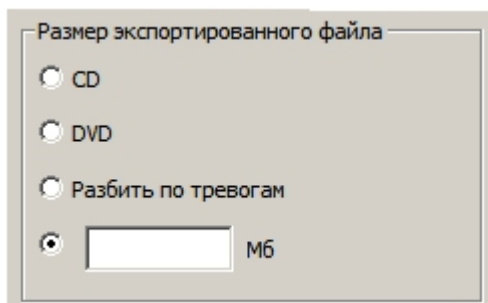 Размер экспортированного файла
CD
DVD
Разбить по тревогам
Мб